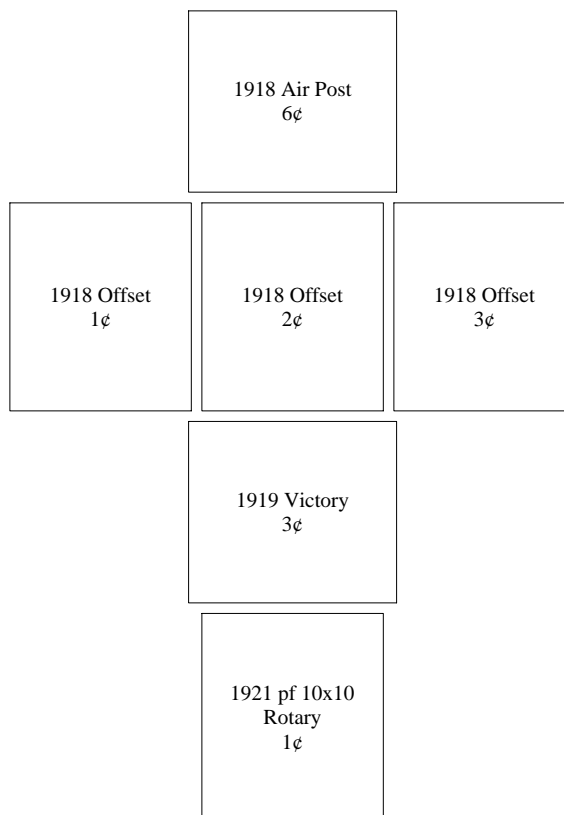 1918 Air Post
6¢
1918 Offset
1¢
1918 Offset
2¢
1918 Offset
3¢
1919 Victory
3¢
1921 pf 10x10
Rotary
1¢